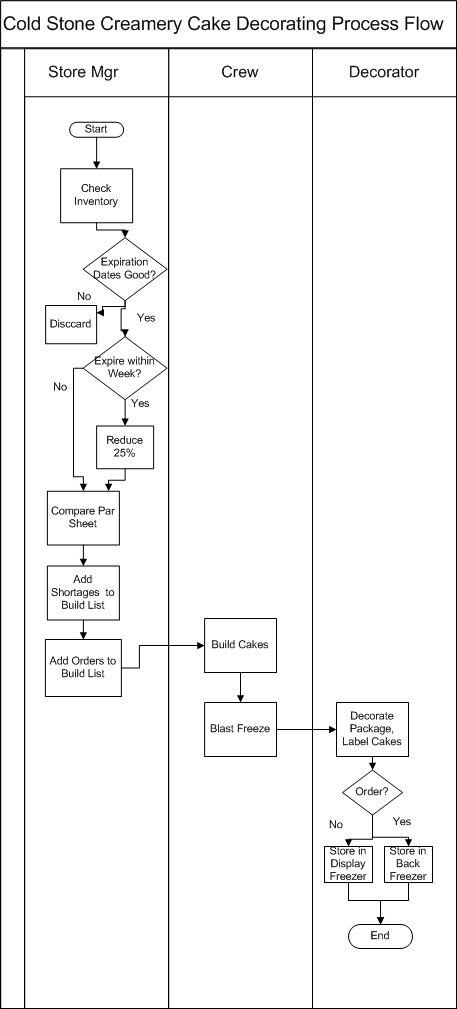 Cold Stone Creamery Cake Decorating Process Flow
Store Mgr
Crew
Decorator
Start
Check
Inventory
Expiration
Dates Good?
No
Yes
Disccard
Expire within
Week?
No
Yes
Reduce
25%
Compare Par
Sheet
Add
Shortages to
Build List
Add Orders to
Build List
Build Cakes
Blast Freeze
Decorate
Package,
Label Cakes
Order?
No
Yes
Store in
Display
Freezer
Store in
Back
Freezer
End